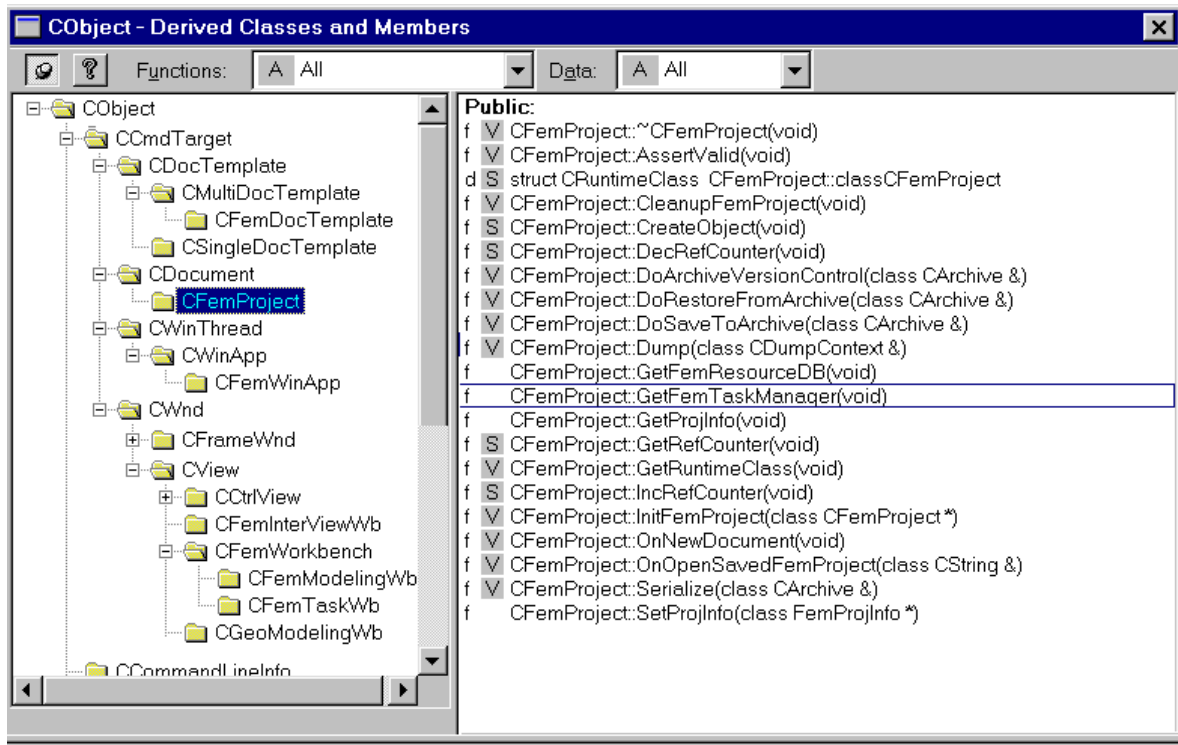 CObject - Derived Classes and Members
Functions: A All Data: A All
CObject
CCmdTarget
CDocTemplate
CMultiDocTemplate
CFemDocTemplate
CSingleDocTemplate
CDocument
CFemProject
CWinThread
CWinApp
CFemWinApp
CWnd
CFrameWnd
CView
CCtrlView
CFemInterViewWb
CFemWorkbench
CFemModelingWb
CFemTaskWb
CGeoModelingWb
CCommandLineInfo
Public:
f V CFemProject::~CFemProject(void)
f V CFemProject::AssertValid(void)
d S struct CRuntimeClass CFemProject::classCFemProject
f V CFemProject::CleanupFemProject(void)
f S CFemProject::CreateObject(void)
f S CFemProject::DecRefCounter(void)
f V CFemProject::DoArchiveVersionControl(class CArchive &)
f V CFemProject::DoRestoreFromArchive(class CArchive &)
f V CFemProject::DoSaveToArchive(class CArchive &)
f V CFemProject::Dump(class CDumpContext &)
f CFemProject::GetFemResourceDB(void)
f CFemProject::GetFemTaskManager(void)
f CFemProject::GetProjInfo(void)
f S CFemProject::GetRefCounter(void)
f V CFemProject::GetRuntimeClass(void)
f S CFemProject::IncRefCounter(void)
f V CFemProject::InitFemProject(class CFemProject *)
f V CFemProject::OnNewDocument(void)
f V CFemProject::OnOpenSavedFemProject(class CString &)
f V CFemProject::Serialize(class CArchive &)
f CFemProject::SetProjInfo(class FemProjInfo *)